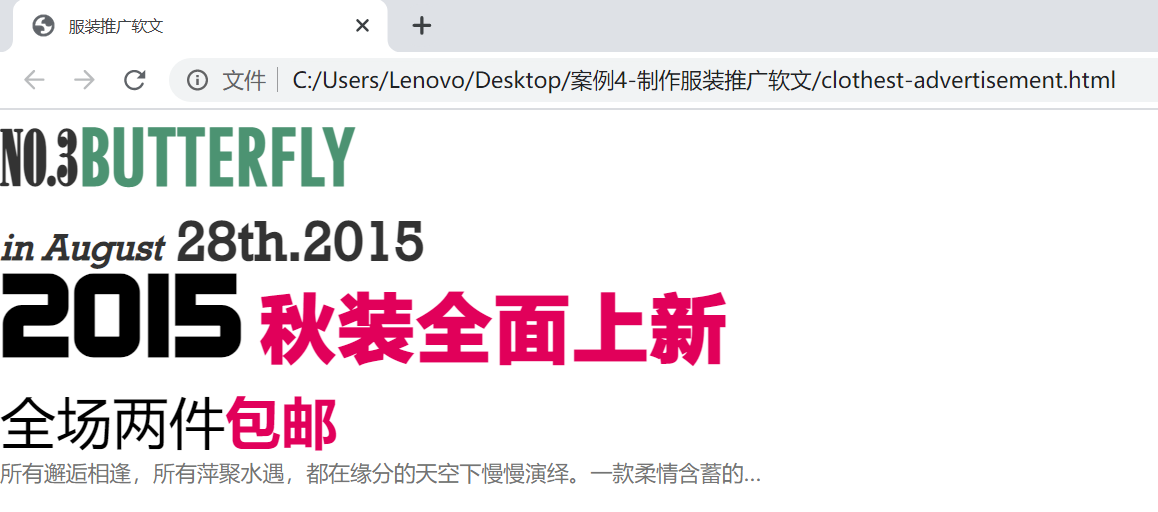 服装推广软文
文件 C:/Users/Lenovo/Desktop/案例4-制作服装推广软文/clothest-advertisement.html
NO.3BUTTERFLY
in August 28th.2015
2015 秋装全面上新
全场两件包邮
所有邂逅相逢，所有萍聚水遇，都在缘分的天空下慢慢演绎。一款柔情含蓄的...